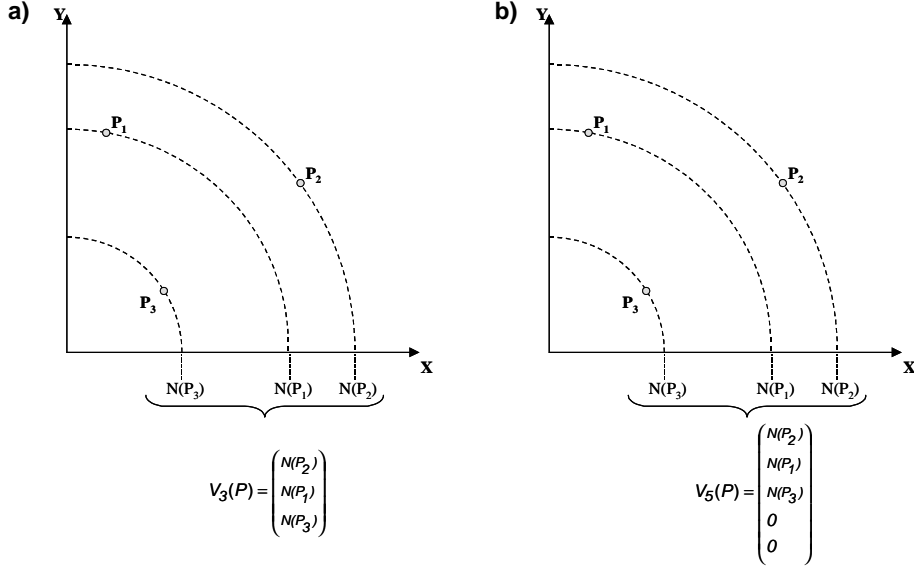 a)
Y
P1
P2
P3
X
N(P3) N(P1) N(P2)
V3(P) = ( N(P2)
N(P1)
N(P3) )
b)
Y
P1
P2
P3
X
N(P3) N(P1) N(P2)
V5(P) = ( N(P2)
N(P1)
N(P3)
0
0 )